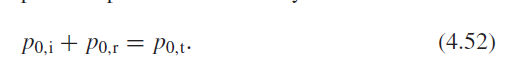 p0,i + p0,r = p0,t. (4.52)